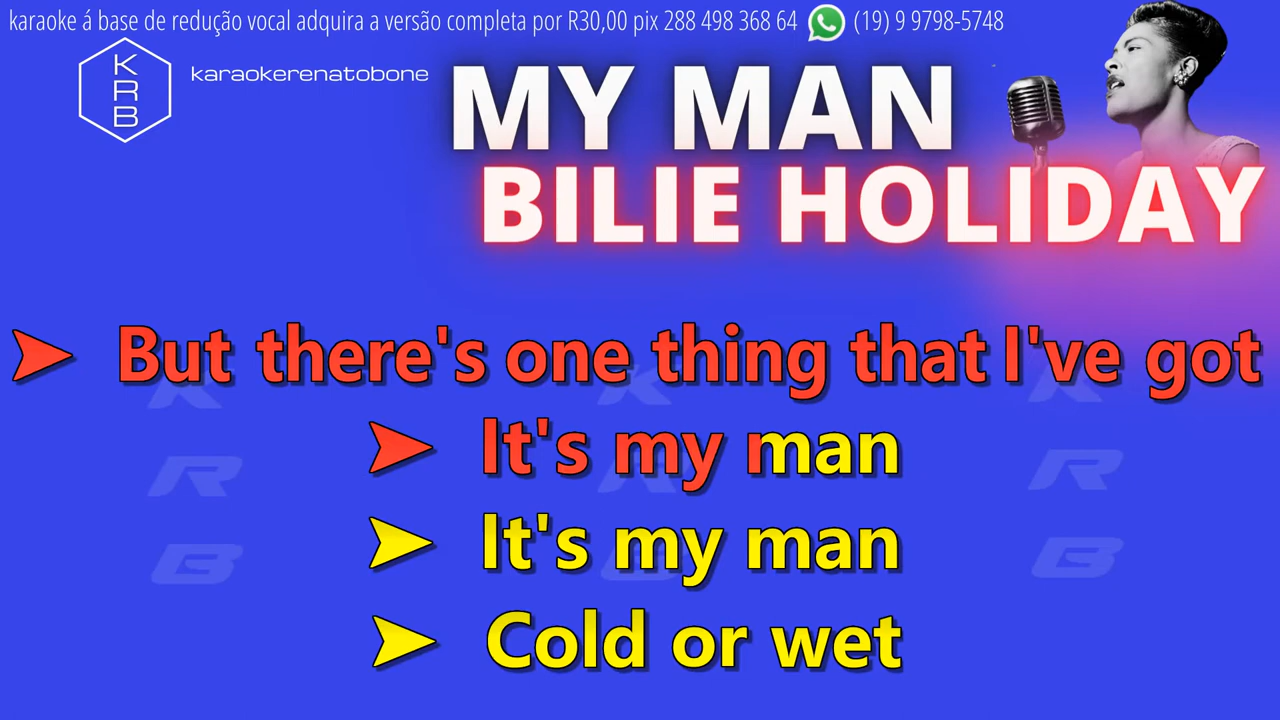 karaoke á base de redução vocal adquira a versão completa por R30,00 pix 288 498 368 64 (19) 9 9798-5748
K
R
B
karaokerenatobone
MY MAN
BILIE HOLIDAY
➤ But there's one thing that I've got
➤ It's my man
➤ It's my man
➤ Cold or wet
K
R
B
K
R
B
K
R
B